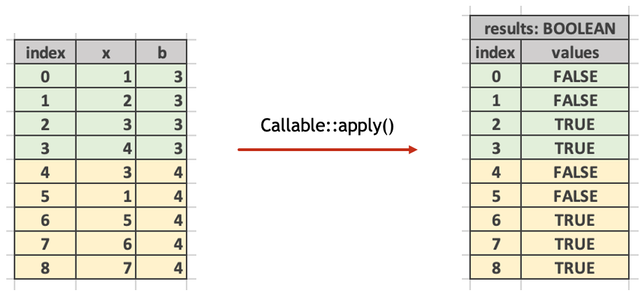 index x b
0 1 3
1 2 3
2 3 3
3 4 3
4 3 4
5 1 4
6 5 4
7 6 4
8 7 4
Callable::apply()
results: BOOLEAN
index values
0 FALSE
1 FALSE
2 TRUE
3 TRUE
4 FALSE
5 FALSE
6 TRUE
7 TRUE
8 TRUE